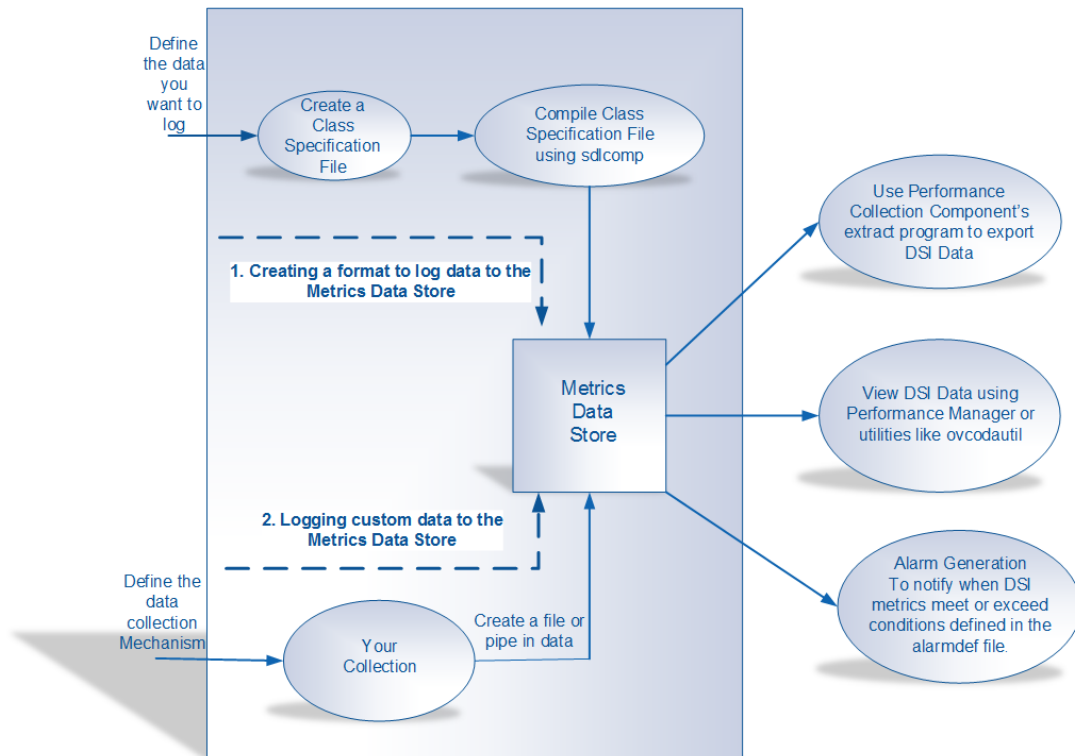 Define
the data
you
want to
log
Create a
Class
Specification
File
Compile Class
Specification File
using sdlcomp
Use Performance
Collection Component's
extract program to export
DSI Data
1. Creating a format to log data to the
Metrics Data Store
Metrics
Data
Store
View DSI Data using
Performance Manager or
utilities like ovcodautil
2. Logging custom data to the
Metrics Data Store
Alarm Generation
To notify when DSI
metrics meet or exceed
conditions defined in the
alarmdef file.
Define the
data
collection
Mechanism
Your
Collection
Create a file or
pipe in data